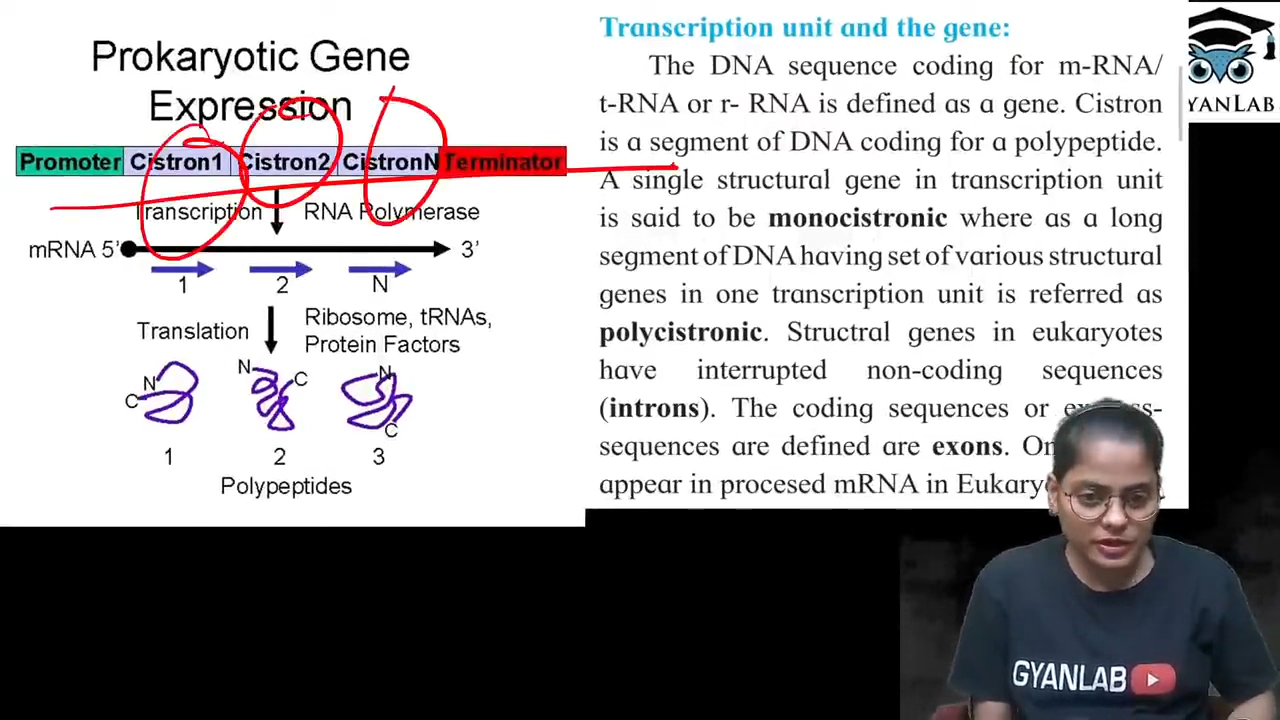 Prokaryotic Gene
Expression
Promoter Cistron1 Cistron2 CistronN Terminator
Transcription RNA Polymerase
mRNA 5' 3'
1 2 N
Translation Ribosome, tRNAs,
Protein Factors
N N C N
C C
1 2 3
Polypeptides
Transcription unit and the gene:
The DNA sequence coding for m-RNA/
t-RNA or r- RNA is defined as a gene. Cistron
is a segment of DNA coding for a polypeptide.
A single structural gene in transcription unit
is said to be monocistronic where as a long
segment of DNA having set of various structural
genes in one transcription unit is referred as
polycistronic. Structral genes in eukaryotes
have interrupted non-coding sequences
(introns). The coding sequences or
sequences are defined are exons.
appear in procesed mRNA in
YANLAB
GYANLAB